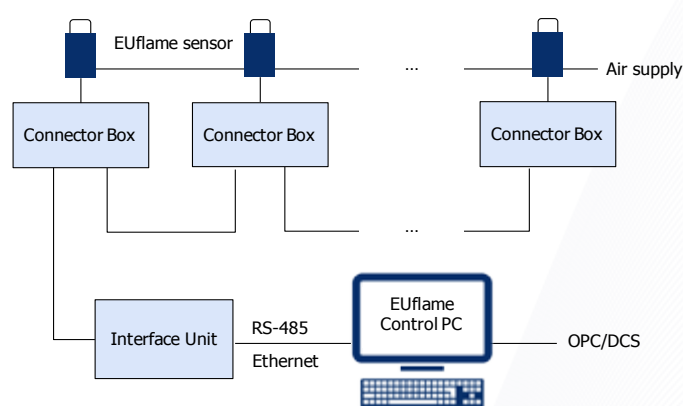 EUflame sensor
...
Air supply
Connector Box
Connector Box
Connector Box
...
Interface Unit
RS-485
Ethernet
EUflame
Control PC
OPC/DCS